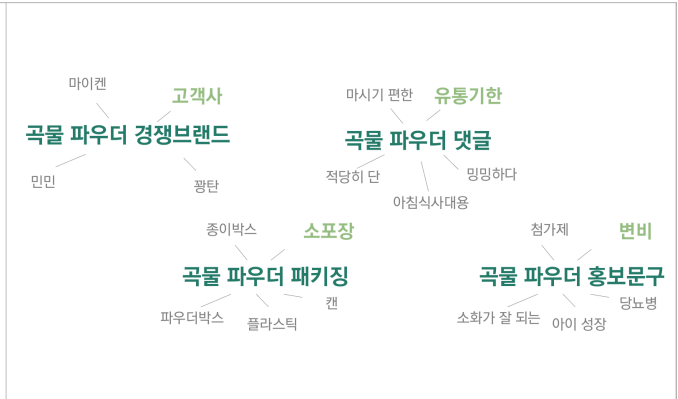 마이켄
고객사
곡물 파우더 경쟁브랜드
민민
꽝탄
마시기 편한
유통기한
곡물 파우더 댓글
적당히 단
밍밍하다
아침식사대용
종이박스
소포장
곡물 파우더 패키징
파우더박스
플라스틱
캔
첨가제
변비
곡물 파우더 홍보문구
소화가 잘 되는
아이 성장
당뇨병